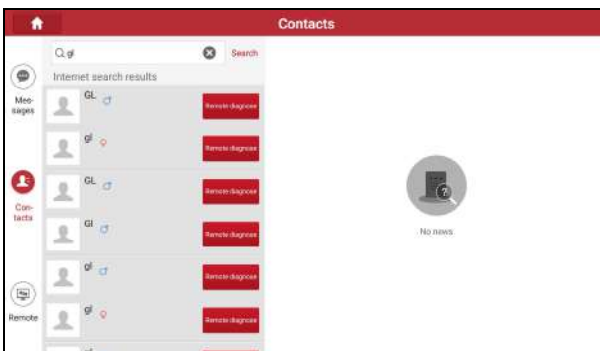 Contacts
gl
Search
Internet search results
Mes-
sages
GL
Remote diagnose
gl
Remote diagnose
Con-
tacts
GL
Remote diagnose
Gl
Remote diagnose
No news
gl
Remote diagnose
Remote
gl
Remote diagnose